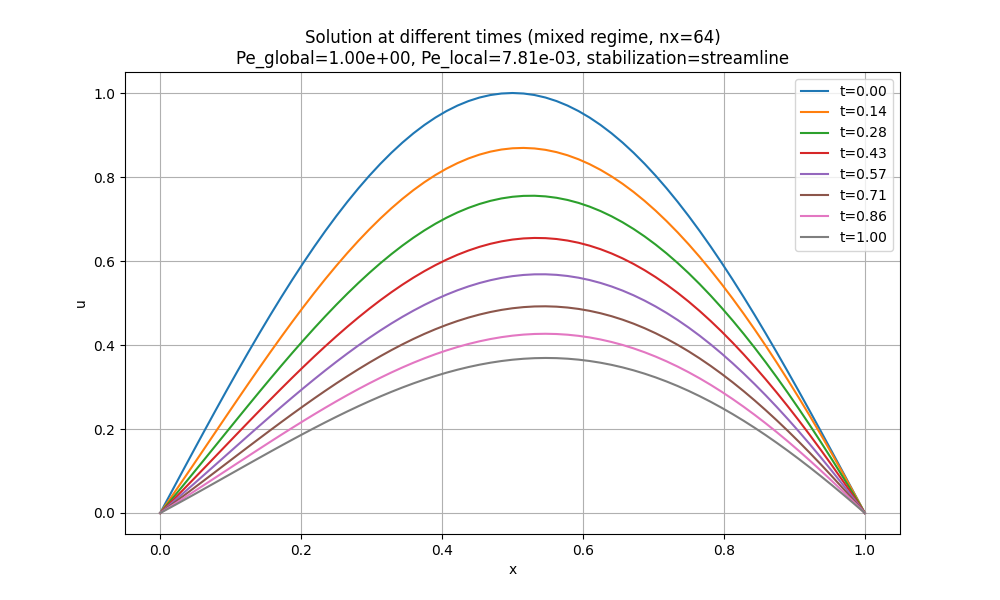 Solution at different times (mixed regime, nx=64)
Pe_global=1.00e+00, Pe_local=7.81e-03, stabilization=streamline
1.0
0.8
0.6
0.4
0.2
0.0
u
t=0.00
t=0.14
t=0.28
t=0.43
t=0.57
t=0.71
t=0.86
t=1.00
0.0 0.2 0.4 0.6 0.8 1.0
x